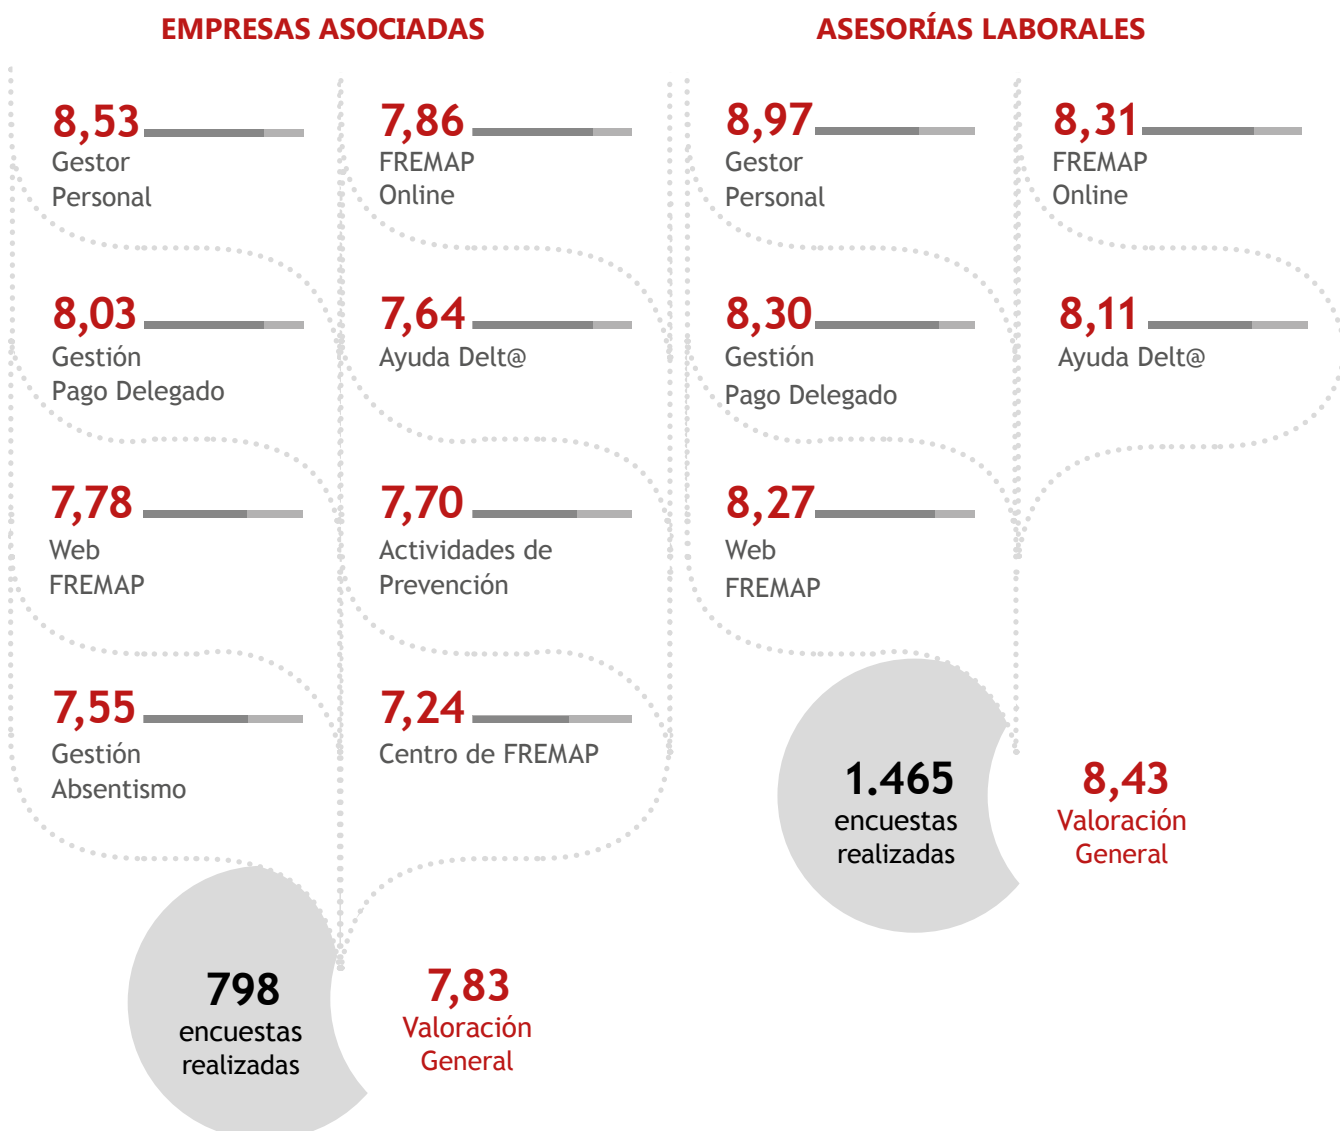 EMPRESAS ASOCIADAS
8,53
Gestor
Personal
7,86
FREMAP
Online
8,03
Gestión
Pago Delegado
7,64
Ayuda Delt@
7,78
Web
FREMAP
7,70
Actividades de
Prevención
7,55
Gestión
Absentismo
7,24
Centro de FREMAP
798
encuestas
realizadas
7,83
Valoración
General
ASESORÍAS LABORALES
8,97
Gestor
Personal
8,31
FREMAP
Online
8,30
Gestión
Pago Delegado
8,11
Ayuda Delt@
8,27
Web
FREMAP
1.465
encuestas
realizadas
8,43
Valoración
General